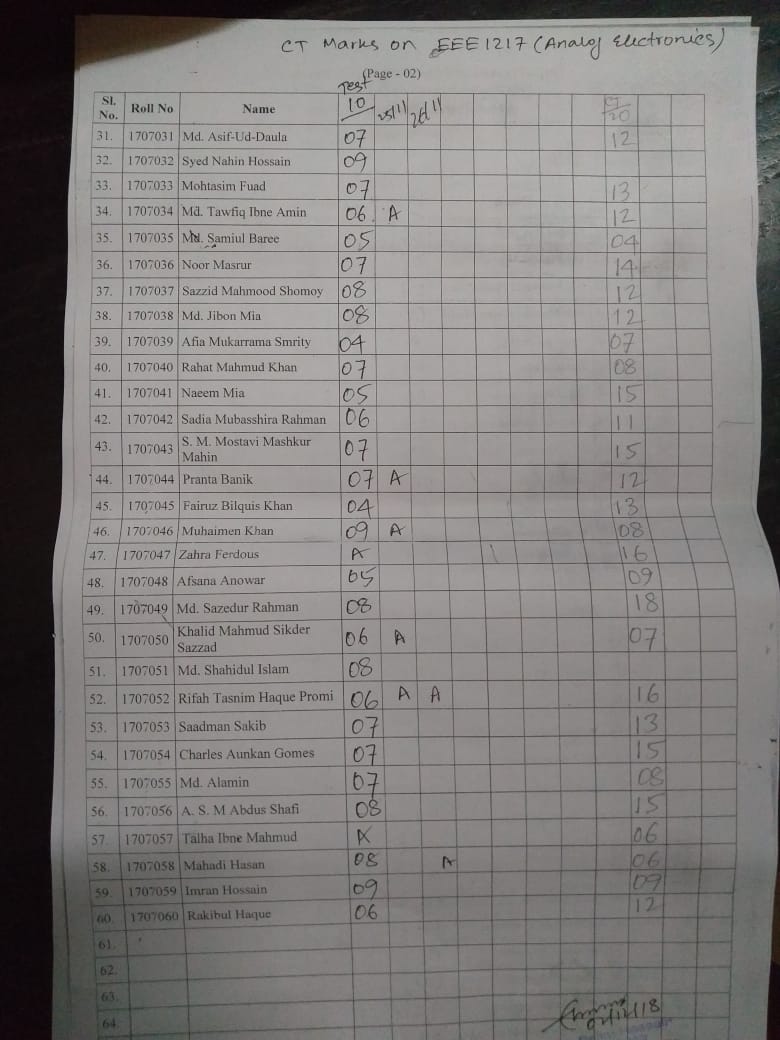 CT Marks on EEE1217 (Analog Electronics)
(Page - 02)
Sl. No. Roll No Name Test 10 25/11 26/11 CT 20
31. 1707031 Md. Asif-Ud-Daula 07 12
32. 1707032 Syed Nahin Hossain 09
33. 1707033 Mohtasim Fuad 07 13
34. 1707034 Md. Tawfiq Ibne Amin 06 A 12
35. 1707035 Md. Samiul Baree 05 04
36. 1707036 Noor Masrur 07 14
37. 1707037 Sazzid Mahmood Shomoy 08 12
38. 1707038 Md. Jibon Mia 08 12
39. 1707039 Afia Mukarrama Smrity 04 07
40. 1707040 Rahat Mahmud Khan 07 08
41. 1707041 Naeem Mia 05 15
42. 1707042 Sadia Mubasshira Rahman 06 11
43. 1707043 S. M. Mostavi Mashkur Mahin 07 15
44. 1707044 Pranta Banik 07 A 12
45. 1707045 Fairuz Bilquis Khan 04 13
46. 1707046 Muhaimen Khan 09 A 08
47. 1707047 Zahra Ferdous A 16
48. 1707048 Afsana Anowar 05 09
49. 1707049 Md. Sazedur Rahman 08 18
50. 1707050 Khalid Mahmud Sikder Sazzad 06 A 07
51. 1707051 Md. Shahidul Islam 08
52. 1707052 Rifah Tasnim Haque Promi 06 A A 16
53. 1707053 Saadman Sakib 07 13
54. 1707054 Charles Aunkan Gomes 07 15
55. 1707055 Md. Alamin 07 08
56. 1707056 A. S. M Abdus Shafi 08 15
57. 1707057 Talha Ibne Mahmud A 06
58. 1707058 Mahadi Hasan 08 A 06
59. 1707059 Imran Hossain 09 09
60. 1707060 Rakibul Haque 06 12
61.
62.
63.
64